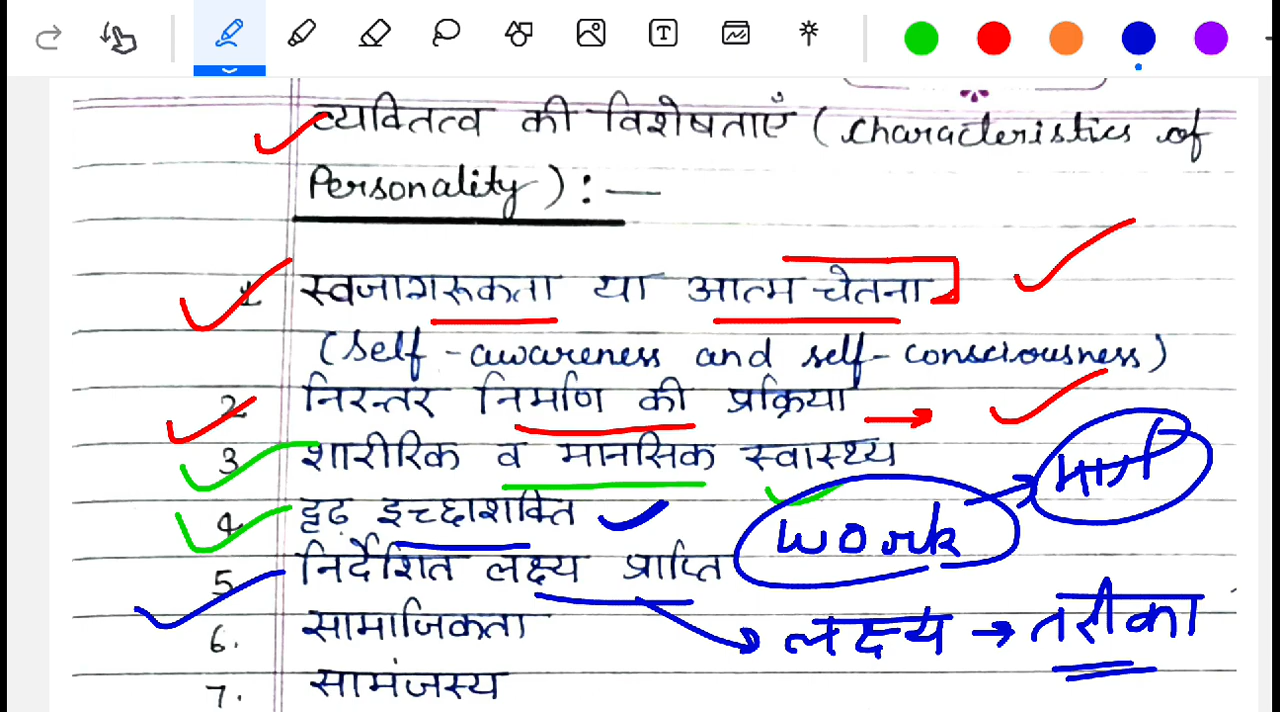 व्यक्तित्व की विशेषताएँ (Characteristics of
Personality ) : —
1 स्वजागरूकता या आत्म चेतना
(Self-awareness and self-consciousness)
2 निरन्तर निर्माण की प्रक्रिया →
3 शारीरिक व मानसिक स्वास्थ्य
4 दृढ़ इच्छाशक्ति
work → मार्ग
5 निर्देशित लक्ष्य प्राप्ति
6. सामाजिकता
लक्ष्य → तरीका
7. सामंजस्य